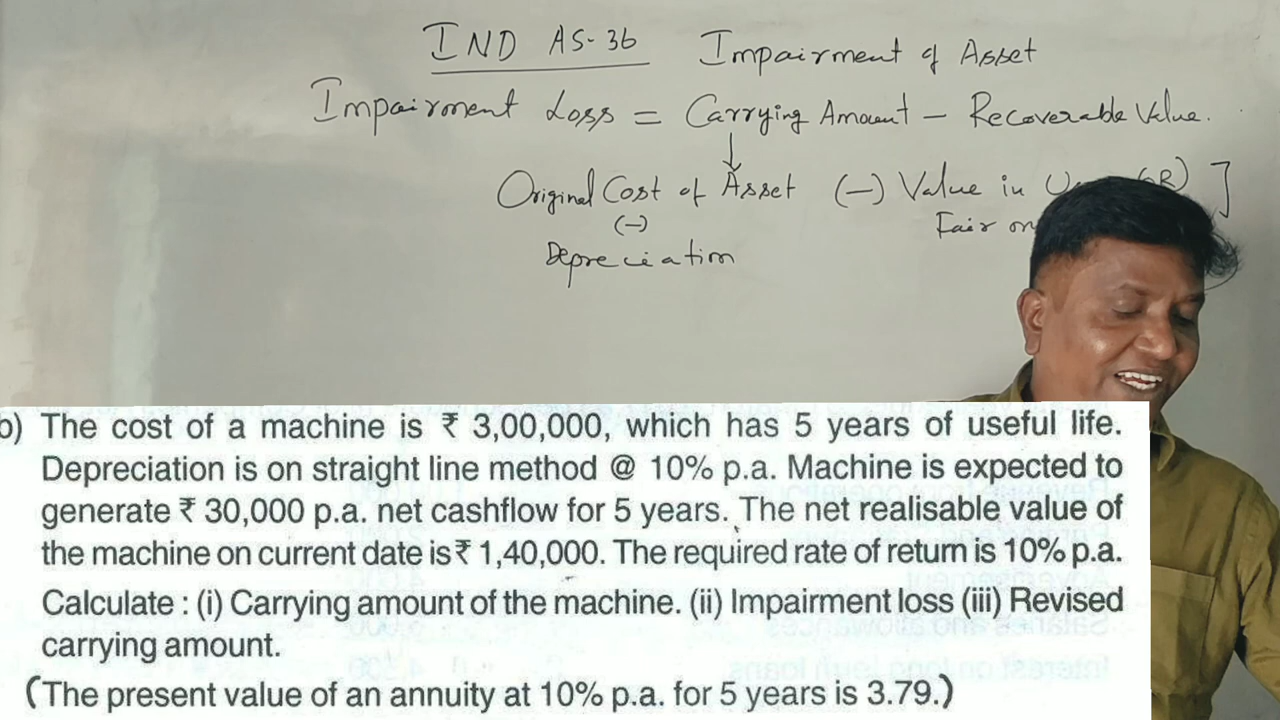 IND AS-36 Impairment of Asset
Impairment Loss = Carrying Amount - Recoverable Value.
Original Cost of Asset (-) Value in
(-) Fair
Depreciation
b) The cost of a machine is ₹ 3,00,000, which has 5 years of useful life.
Depreciation is on straight line method @ 10% p.a. Machine is expected to
generate ₹ 30,000 p.a. net cashflow for 5 years. The net realisable value of
the machine on current date is ₹ 1,40,000. The required rate of return is 10% p.a.
Calculate : (i) Carrying amount of the machine. (ii) Impairment loss (iii) Revised
carrying amount.
(The present value of an annuity at 10% p.a. for 5 years is 3.79.)